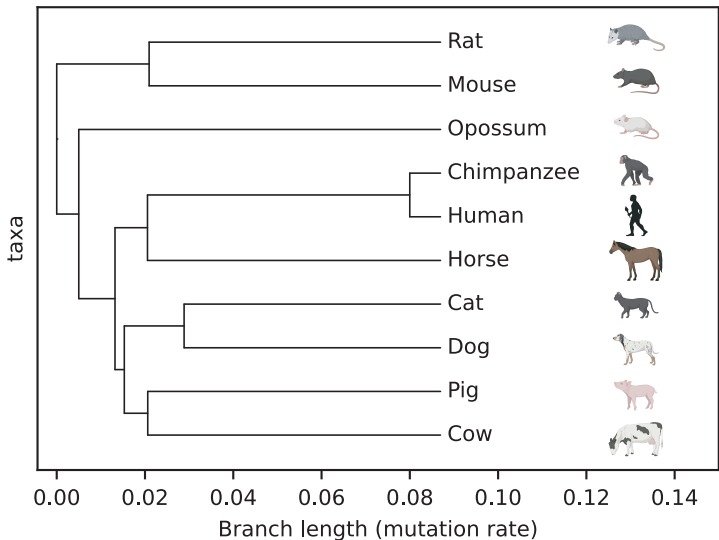 Rat
Mouse
Opossum
Chimpanzee
Human
Horse
Cat
Dog
Pig
Cow
taxa
0.00 0.02 0.04 0.06 0.08 0.10 0.12 0.14
Branch length (mutation rate)